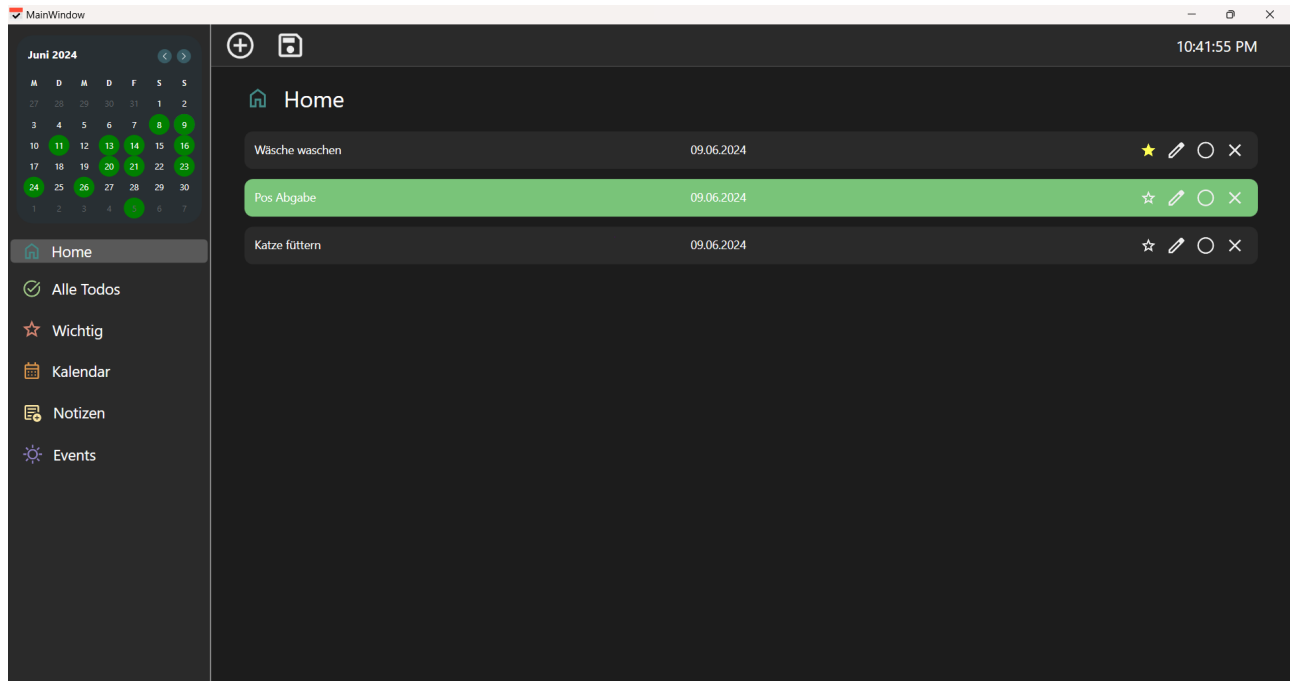 MainWindow
Juni 2024
M D M D F S S
27 28 29 30 31 1 2
3 4 5 6 7 8 9
10 11 12 13 14 15 16
17 18 19 20 21 22 23
24 25 26 27 28 29 30
1 2 3 4 5 6 7
Home
Alle Todos
Wichtig
Kalendar
Notizen
Events
10:41:55 PM
Home
Wäsche waschen 09.06.2024
Pos Abgabe 09.06.2024
Katze füttern 09.06.2024